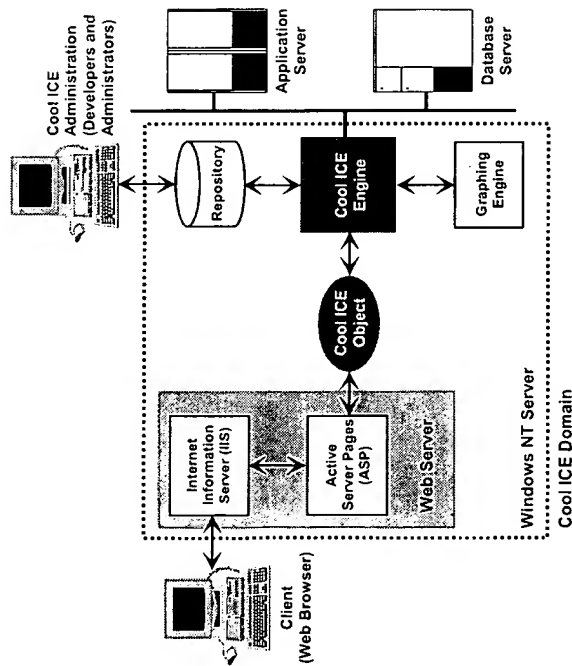 Cool ICE
Administration
(Developers and
Administrators)
Application
Server
Database
Server
Repository
Cool ICE
Engine
Graphing
Engine
Cool ICE
Object
Internet
Information
Server (IIS)
Active
Server Pages
(ASP)
Web Server
Client
(Web Browser)
Windows NT Server
Cool ICE Domain